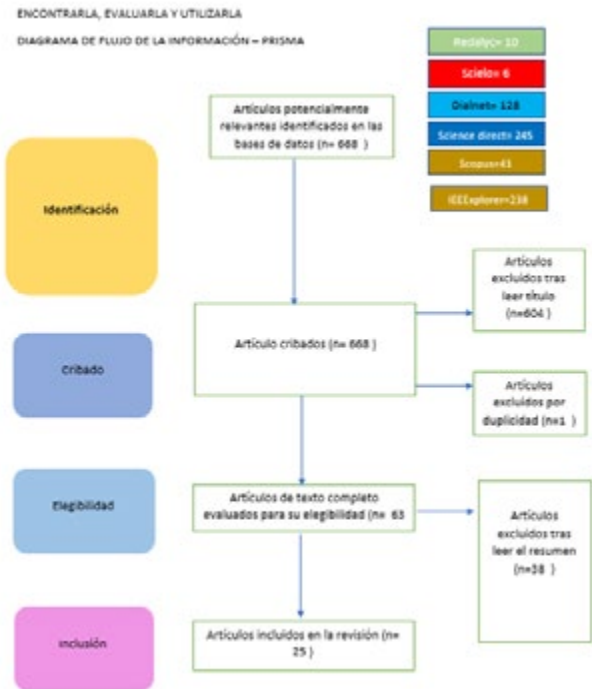 ENCONTRARLA, EVALUARLA Y UTILIZARLA
DIAGRAMA DE FLUJO DE LA INFORMACIÓN – PRISMA
Redalyc= 10
Scielo= 6
Dialnet= 128
Science direct= 245
Scopus=41
IEEExplorer=238
Artículos potencialmente
relevantes identificados en las
bases de datos (n= 668 )
Identificación
Artículos
excluidos tras
leer título
(n=604 )
Artículo cribados (n= 668 )
Cribado
Artículos
excluidos por
duplicidad (n=1 )
Elegibilidad
Artículos de texto completo
evaluados para su elegibilidad (n= 63
Artículos
excluidos tras
leer el resumen
(n=38 )
Inclusión
Artículos incluidos en la revisión (n=
25 )